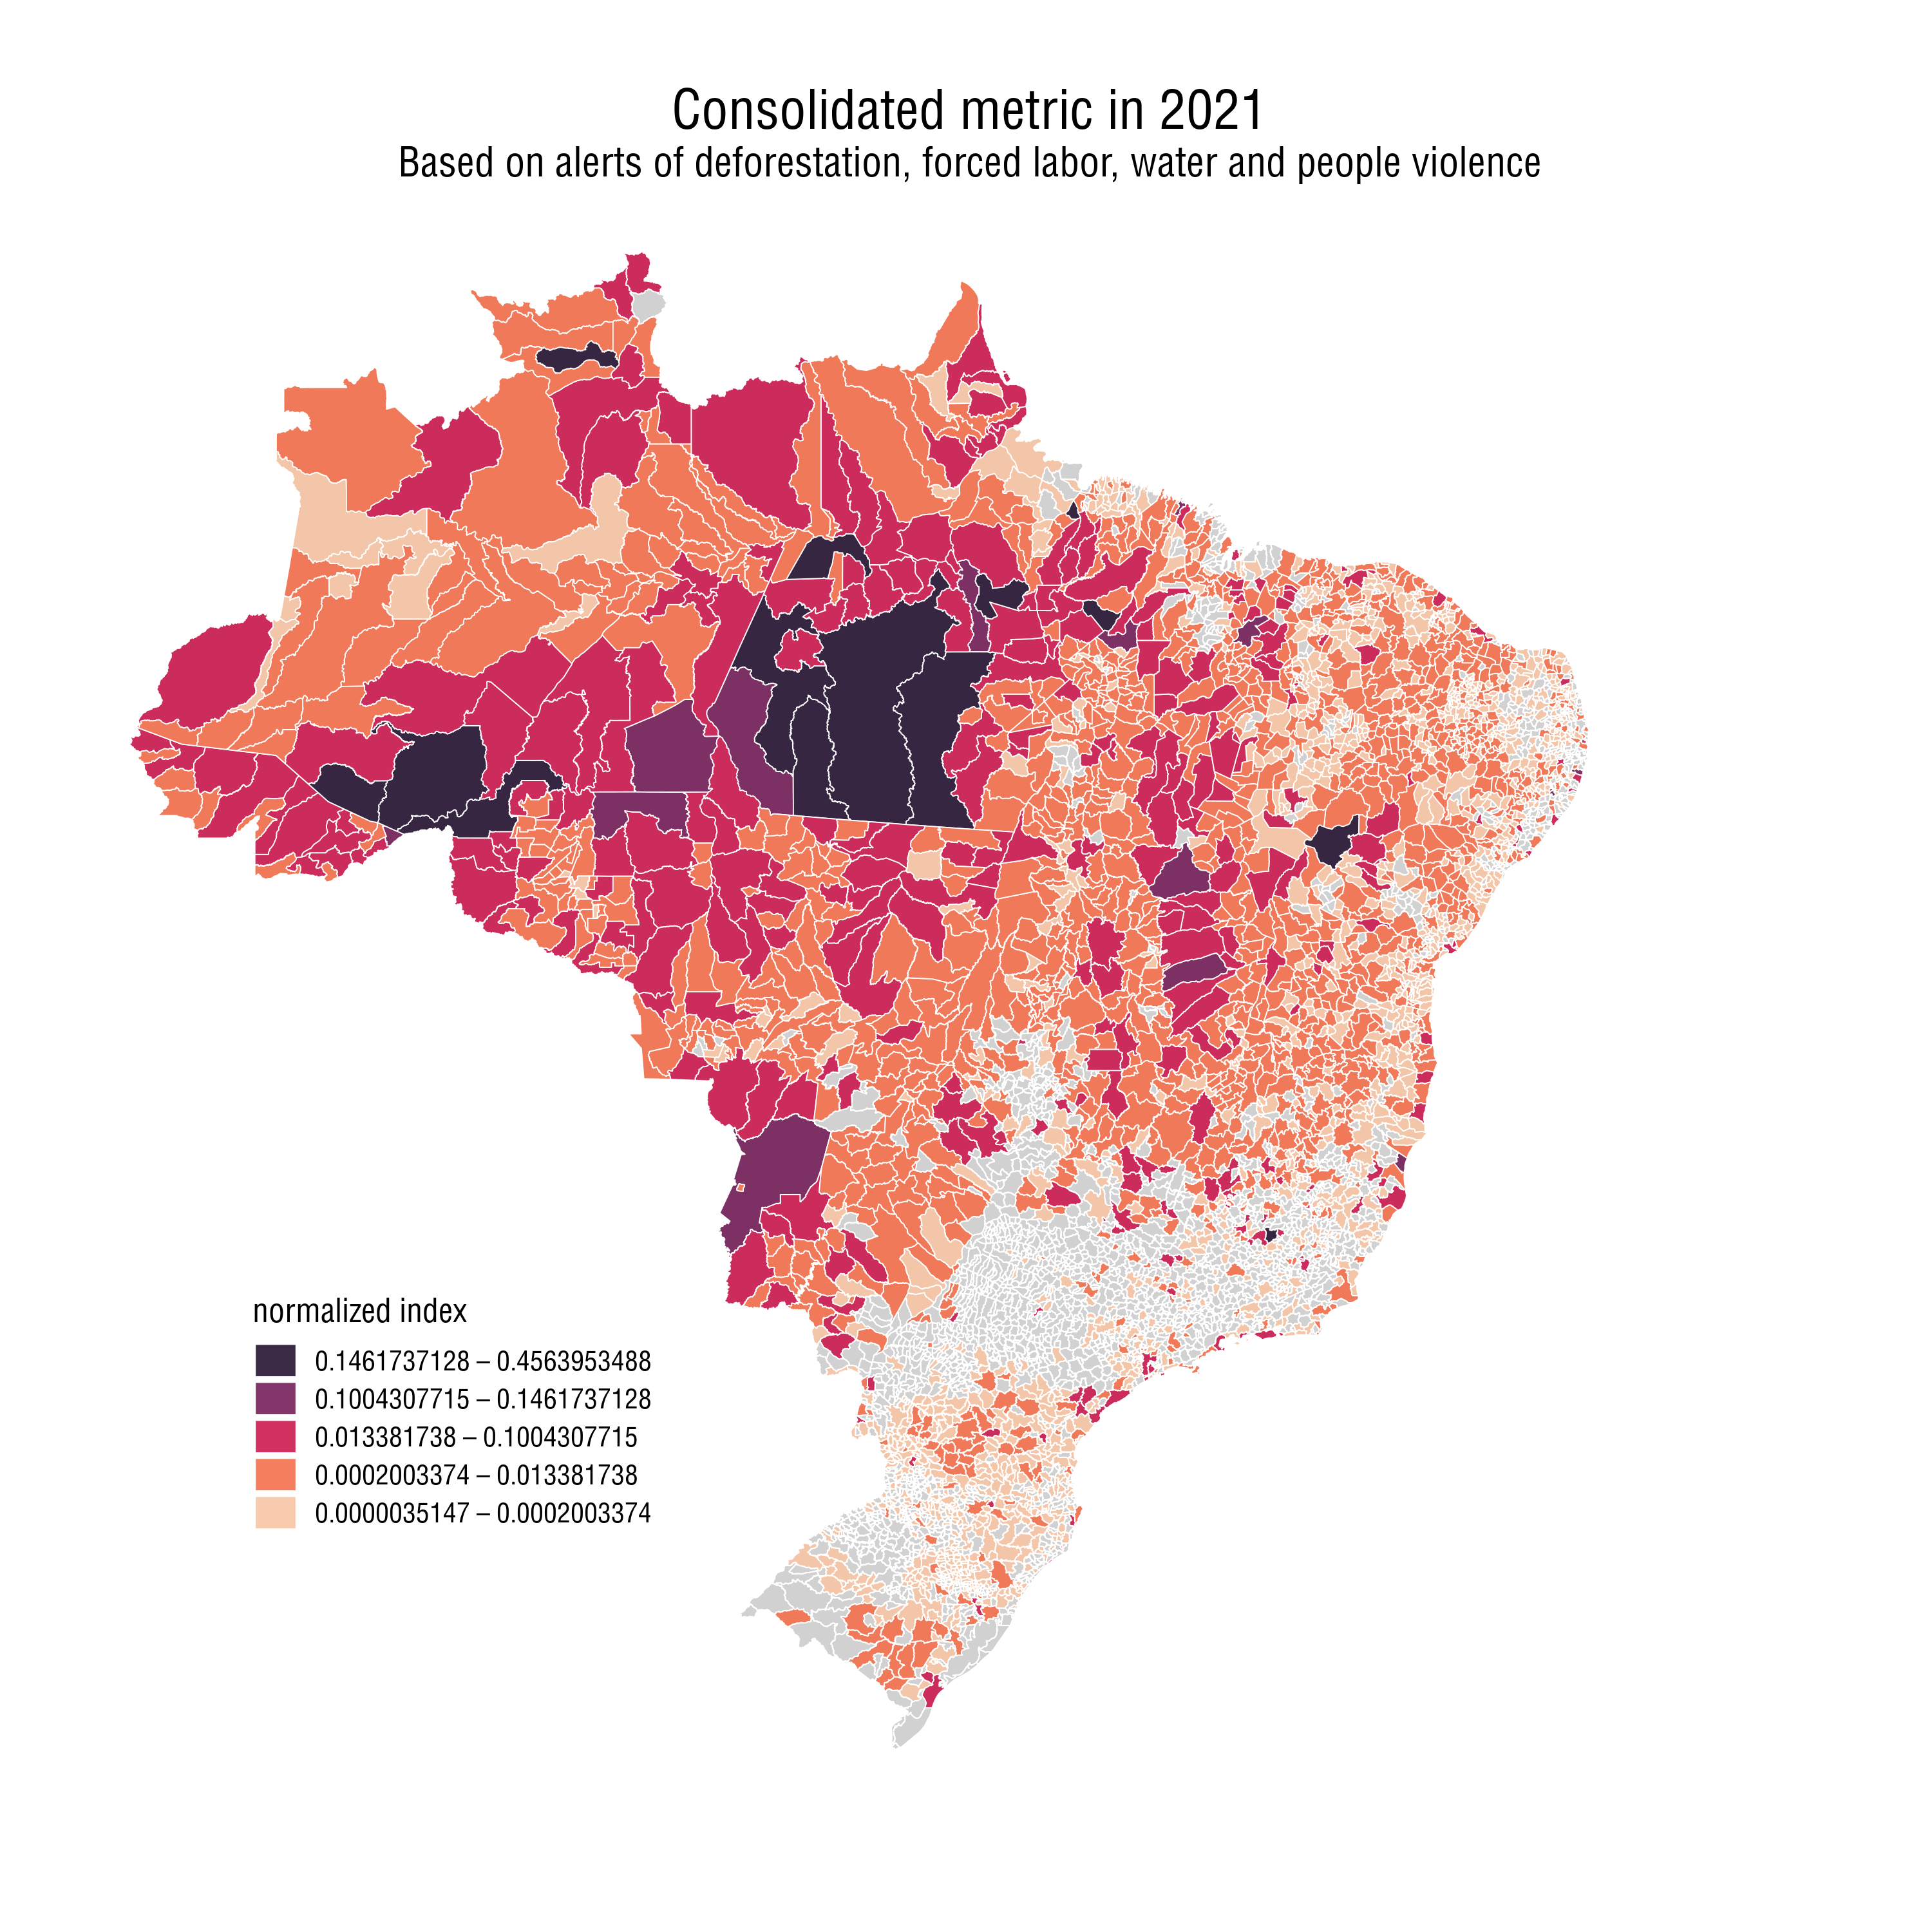 Consolidated metric in 2021
Based on alerts of deforestation, forced labor, water and people violence
normalized index
0.1461737128 – 0.4563953488
0.1004307715 – 0.1461737128
0.013381738 – 0.1004307715
0.0002003374 – 0.013381738
0.0000035147 – 0.0002003374